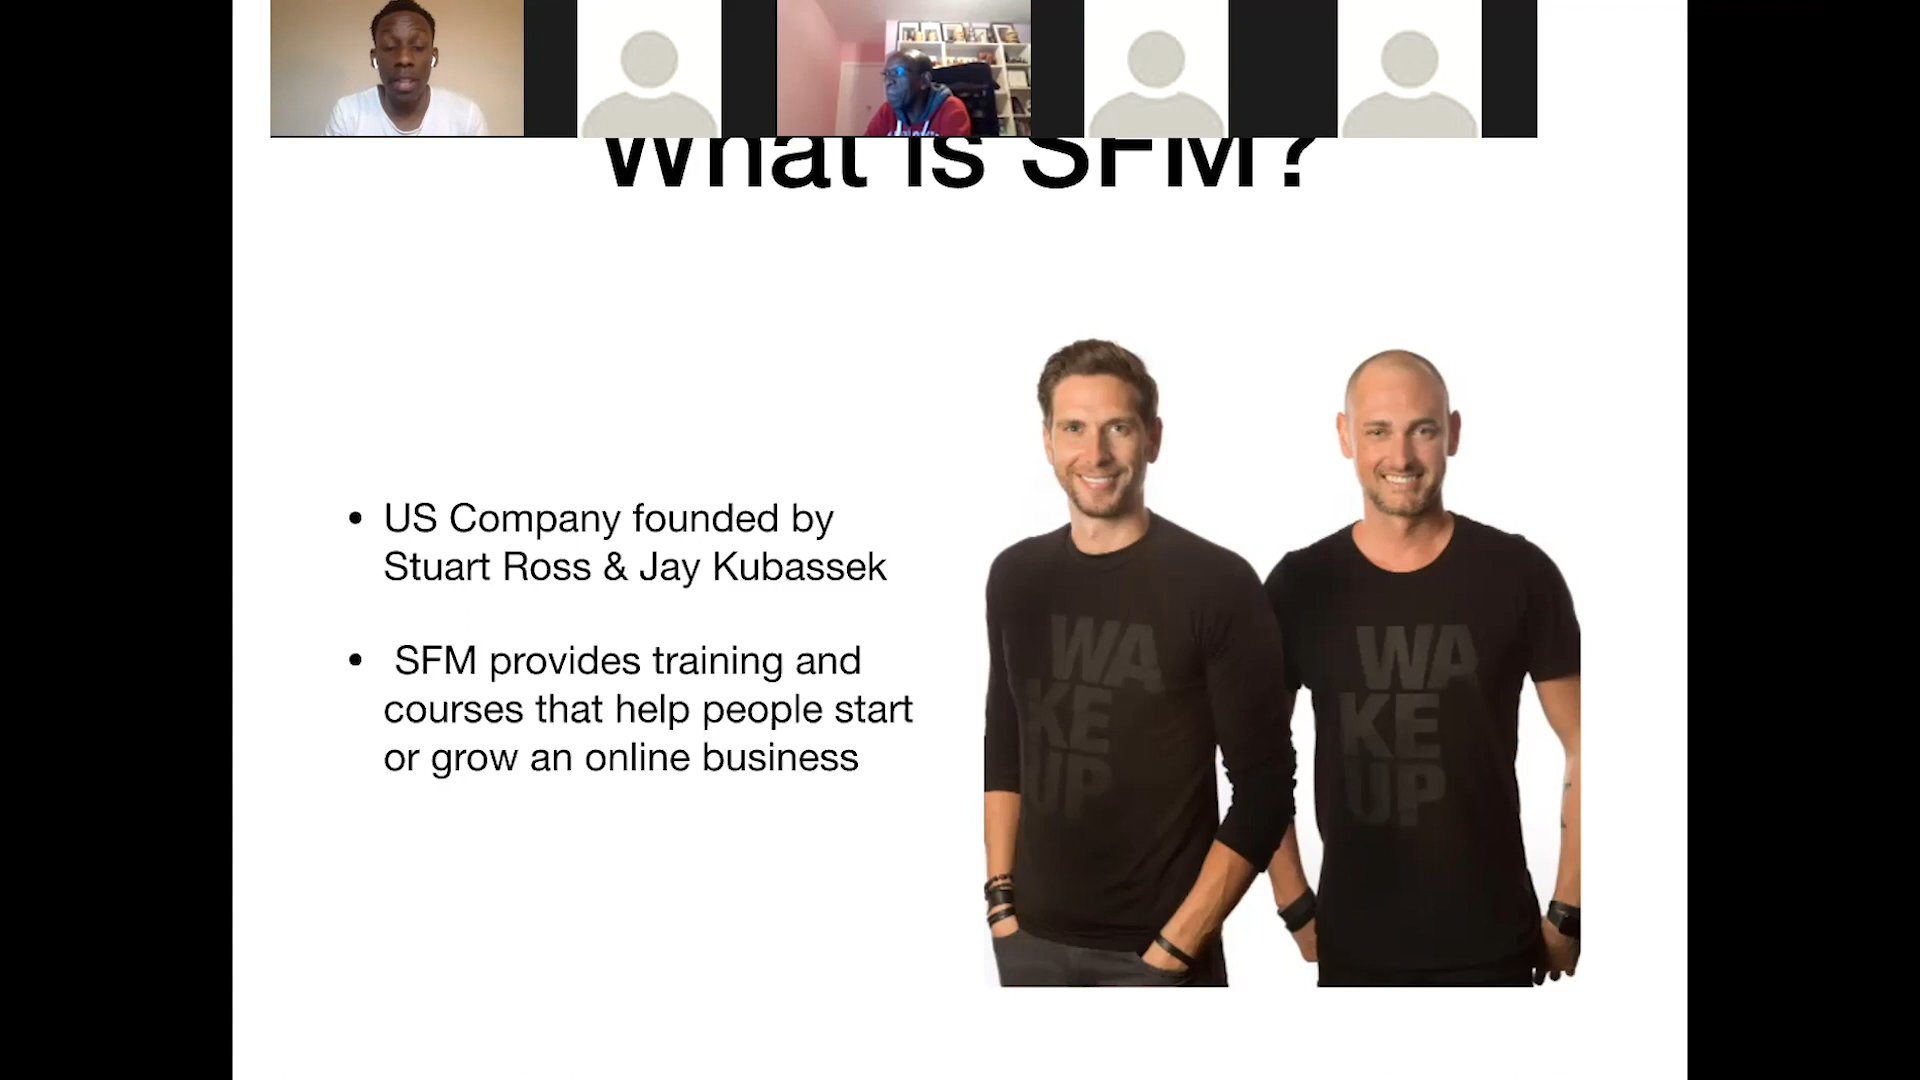 What is SFM?
• US Company founded by
Stuart Ross & Jay Kubassek
• SFM provides training and
courses that help people start
or grow an online business
WA
KE
UP
WA
KE
UP